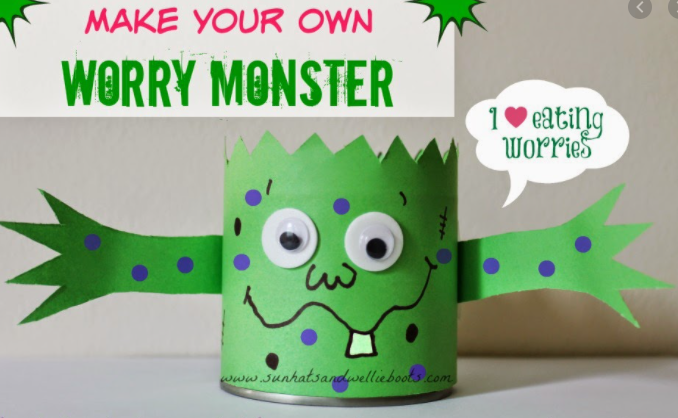 MAKE YOUR OWN
WORRY MONSTER
I ❤ eating
worries
www.sunhatsandwellieboots.com